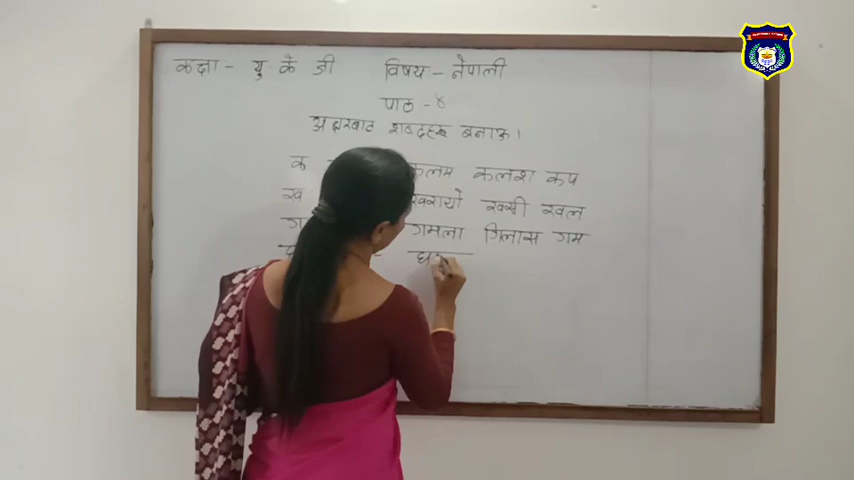 कक्षा - यु के जी विषय - नेपाली
पाठ - ४
अक्षरबाट शब्दहरू बनाऊ।
क कलम कलश कप
ख खरायो खसी खल
ग गमला गिलास गम